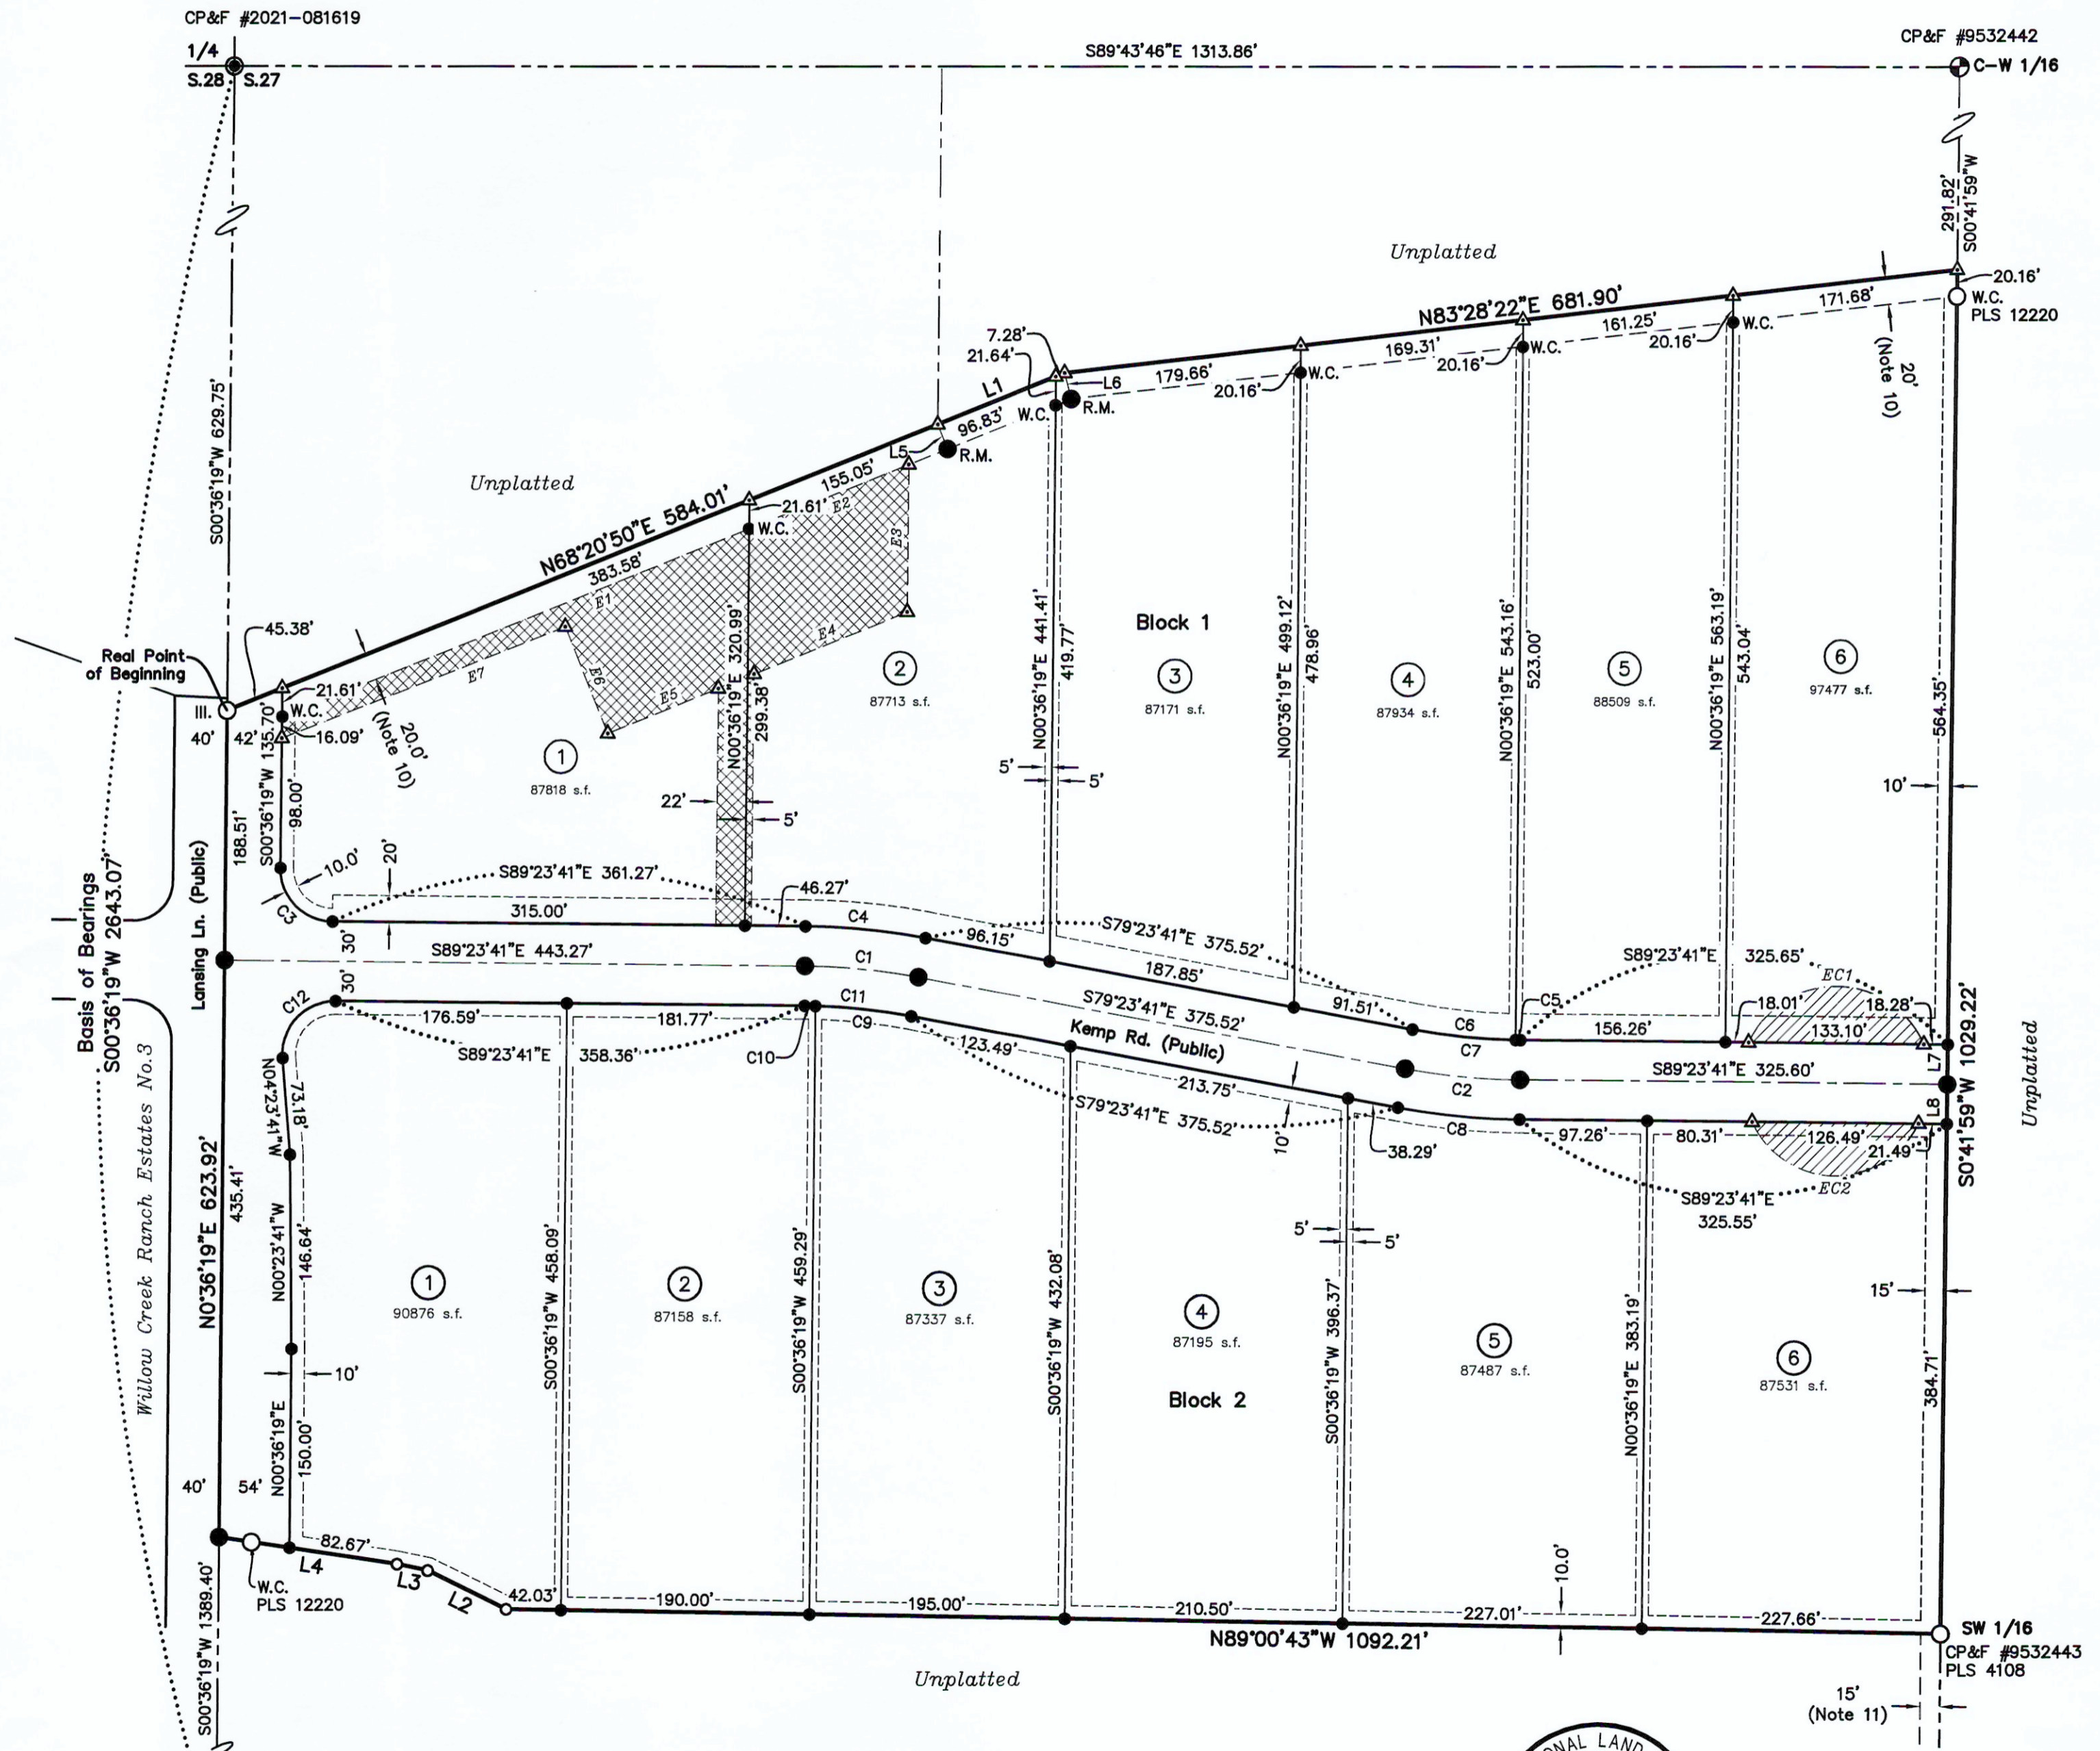 CP&F #2021-081619
CP&F #9532442
1/4
S.28 S.27
S89°43'46"E 1313.86'
C-W 1/16
291.82'
S00°41'59"W
S00°36'19"W 629.75'
Unplatted
Unplatted
N83°28'22"E 681.90'
20.16'
W.C.
PLS 12220
171.68'
161.25'
169.31'
179.66'
20.16'
W.C.
20.16'
W.C.
20.16'
W.C.
20'
(Note 10)
7.28'
21.64'
L6
W.C.
R.M.
L1
96.83'
L5
R.M.
N68°20'50"E 584.01'
383.58'
155.05'
21.61'
W.C.
E1
E2
E3
E4
E5
E6
E7
45.38'
Real Point
of Beginning
III.
40' 42'
21.61'
W.C.
16.09'
20.0'
(Note 10)
S00°36'19"W 135.70'
98.00'
188.51'
N00°36'19"E 320.99'
299.38'
22'
5'
1
87818 s.f.
2
87713 s.f.
N00°36'19"E 441.41'
419.77'
5'
5'
Block 1
3
87171 s.f.
N00°36'19"E 499.12'
478.96'
4
87934 s.f.
N00°36'19"E 543.16'
523.00'
5
88509 s.f.
N00°36'19"E 563.19'
543.04'
6
97477 s.f.
564.35'
10'
10.0'
20'
C3
S89°23'41"E 361.27'
46.27'
315.00'
C4
96.15'
S79°23'41"E 375.52'
187.85'
91.51'
S89°23'41"E 325.65'
EC1
C5
C6
C7
156.26'
18.01'
18.28'
133.10'
L7
30'
30'
S89°23'41"E 443.27'
C1
S79°23'41"E 375.52'
Kemp Rd. (Public)
C2
S89°23'41"E 325.60'
L8
C12
176.59'
181.77'
C10
C11
C9
S89°23'41"E 358.36'
123.49'
213.75'
S79°23'41"E 375.52'
10'
38.29'
C8
97.26'
80.31'
126.49'
21.49'
EC2
S89°23'41"E
325.55'
Basis of Bearings
S00°36'19"W 2643.07'
Lansing Ln. (Public)
Willow Creek Ranch Estates No.3
N0°36'19"E 623.92'
435.41'
N04°23'41"W
73.18'
N00°23'41"W
146.64'
10'
N00°36'19"E
150.00'
40' 54'
1
90876 s.f.
S00°36'19"W 458.09'
2
87158 s.f.
S00°36'19"W 459.29'
3
87337 s.f.
S00°36'19"W 432.08'
4
87195 s.f.
Block 2
5'
5'
S00°36'19"W 396.37'
5
87487 s.f.
N00°36'19"E 383.19'
6
87531 s.f.
15'
384.71'
S0°41'59"W 1029.22'
Unplatted
82.67'
L4
L3
L2
W.C.
PLS 12220
42.03'
190.00'
195.00'
210.50'
227.01'
10.0'
227.66'
N89°00'43"W 1092.21'
SW 1/16
CP&F #9532443
PLS 4108
S00°36'19"W 1389.40'
Unplatted
15'
(Note 11)
ONAL LAND